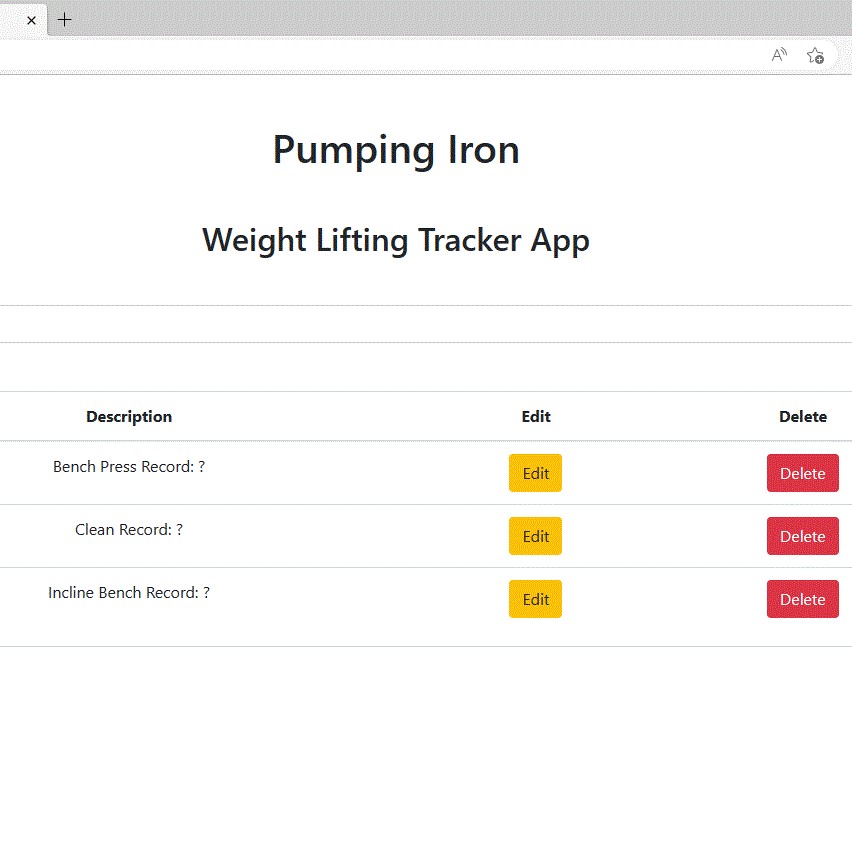 Pumping Iron
Weight Lifting Tracker App
Description Edit Delete
Bench Press Record: ? Edit Delete
Clean Record: ? Edit Delete
Incline Bench Record: ? Edit Delete